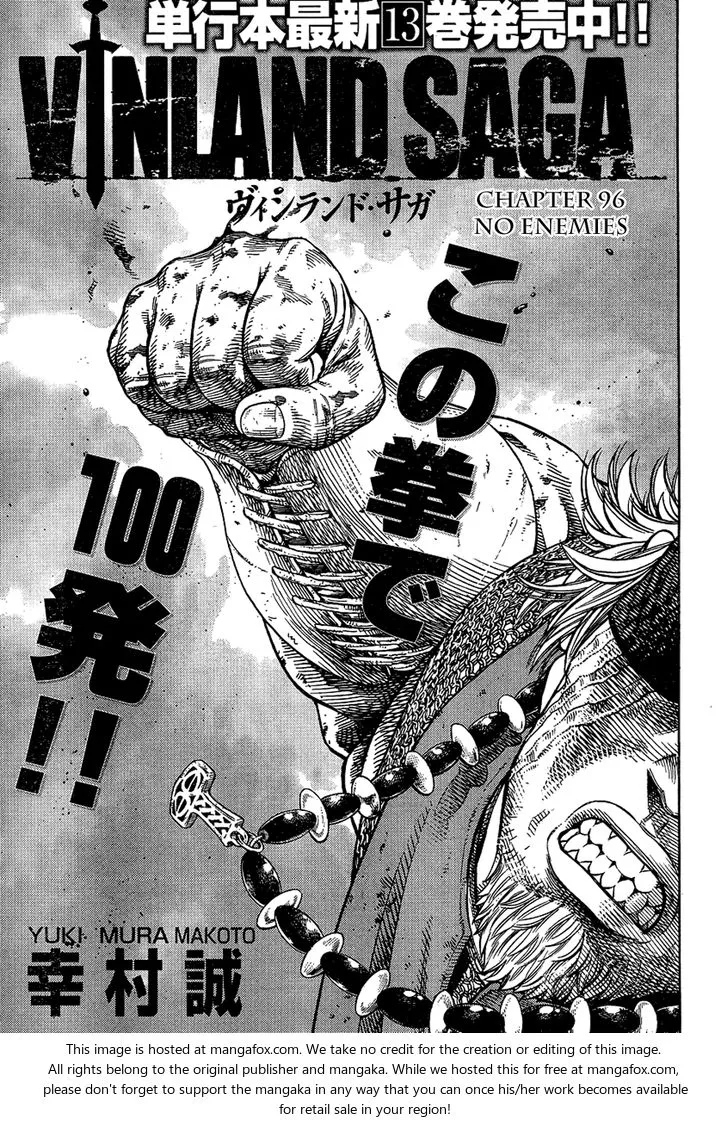 単行本最新13巻発売中!!
VINLAND SAGA
ヴィンランド・サガ
CHAPTER 96
NO ENEMIES
この拳で
100発!!
YUKI MURA MAKOTO
幸村誠
This image is hosted at mangafox.com. We take no credit for the creation or editing of this image.
All rights belong to the original publisher and mangaka. While we hosted this for free at mangafox.com,
please don't forget to support the mangaka in any way that you can once his/her work becomes available
for retail sale in your region!